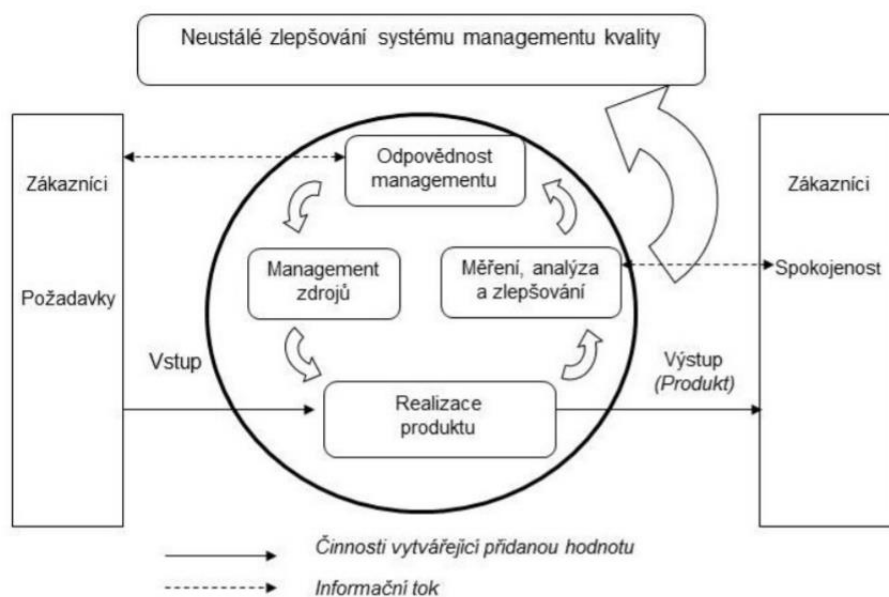 Neustálé zlepšování systému managementu kvality
Zákazníci
Požadavky
Odpovědnost
managementu
Management
zdrojů
Měření, analýza
a zlepšování
Zákazníci
Spokojenost
Vstup
Realizace
produktu
Výstup
(Produkt)
Činnosti vytvářející přidanou hodnotu
Informační tok